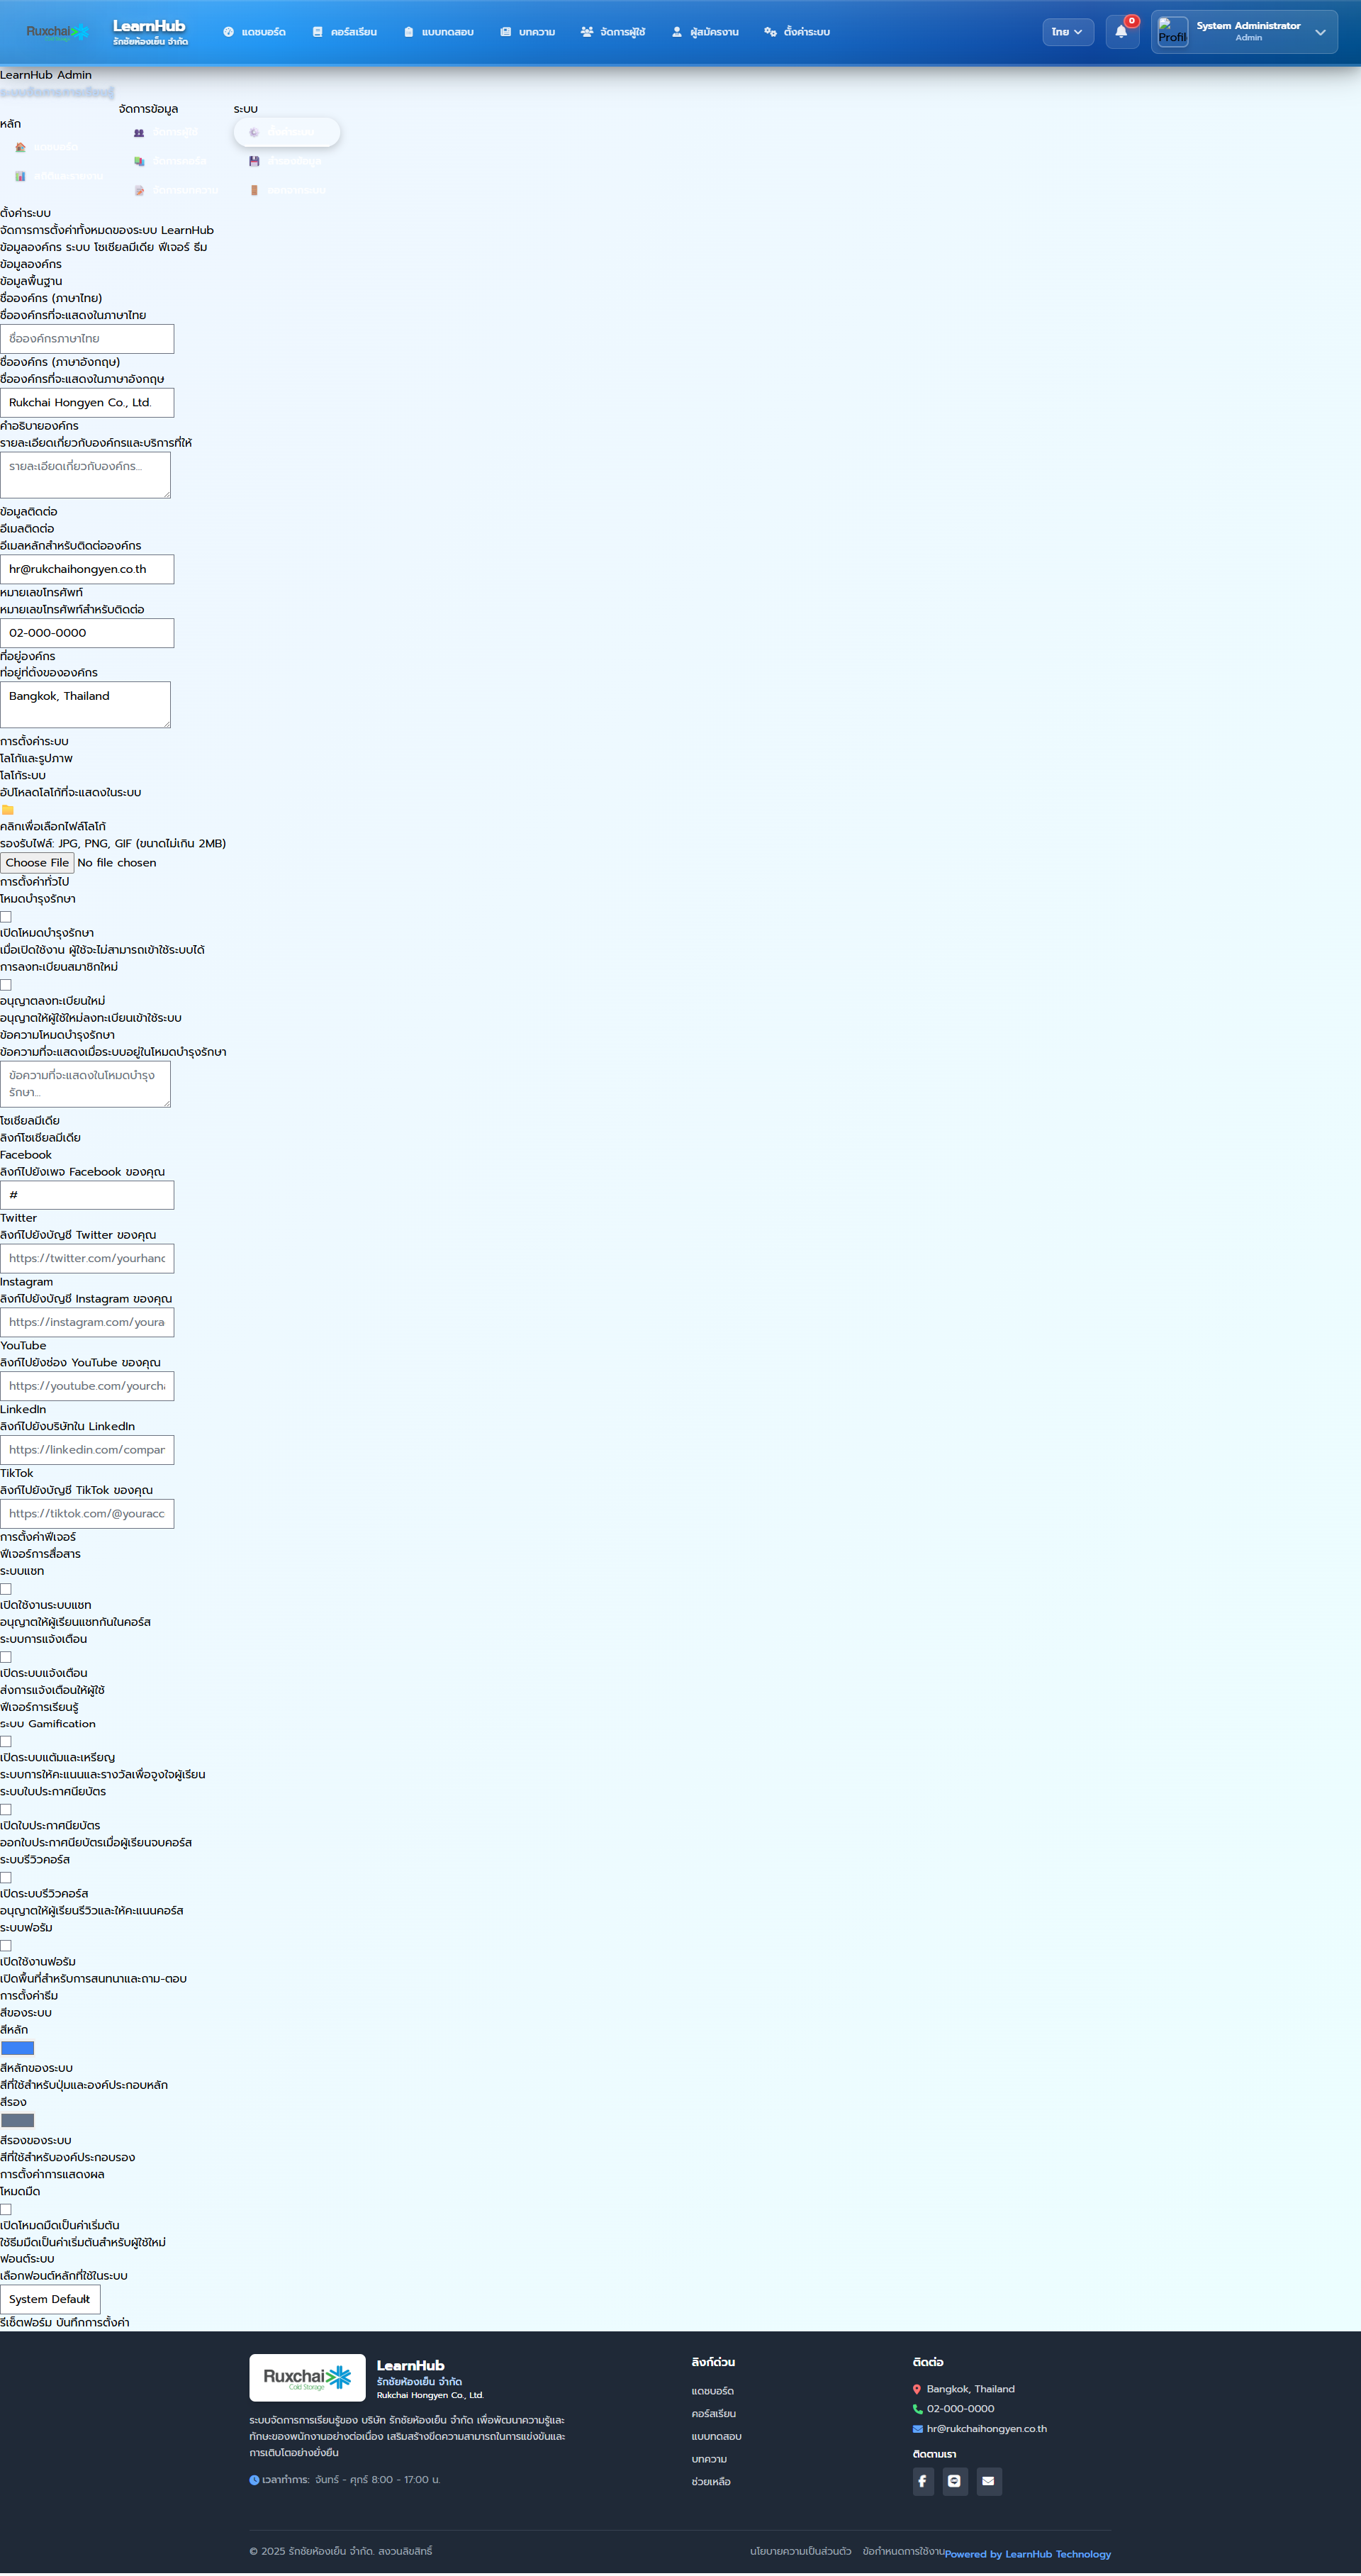 Ruxchai
LearnHub
รักชัยห้องเย็น จำกัด
แดชบอร์ด
คอร์สเรียน
แบบทดสอบ
บทความ
จัดการผู้ใช้
ผู้สมัครงาน
ตั้งค่าระบบ
ไทย
0
Profil
System Administrator
Admin
LearnHub Admin
ระบบจัดการการเรียนรู้
หลัก
แดชบอร์ด
จัดการข้อมูล
ระบบ
ตั้งค่าระบบ
ตั้งค่าระบบ
จัดการการตั้งค่าทั้งหมดของระบบ LearnHub
ข้อมูลองค์กร ระบบ โซเชียลมีเดีย ฟีเจอร์ ธีม
ข้อมูลองค์กร
ข้อมูลพื้นฐาน
ชื่อองค์กร (ภาษาไทย)
ชื่อองค์กรที่จะแสดงในภาษาไทย
ชื่อองค์กรภาษาไทย
ชื่อองค์กร (ภาษาอังกฤษ)
ชื่อองค์กรที่จะแสดงในภาษาอังกฤษ
Rukchai Hongyen Co., Ltd.
คำอธิบายองค์กร
รายละเอียดเกี่ยวกับองค์กรและบริการที่ให้
รายละเอียดเกี่ยวกับองค์กร...
ข้อมูลติดต่อ
อีเมลติดต่อ
อีเมลหลักสำหรับติดต่อองค์กร
hr@rukchaihongyen.co.th
หมายเลขโทรศัพท์
หมายเลขโทรศัพท์สำหรับติดต่อ
02-000-0000
ที่อยู่องค์กร
ที่อยู่ที่ตั้งขององค์กร
Bangkok, Thailand
การตั้งค่าระบบ
โลโก้และรูปภาพ
โลโก้ระบบ
อัปโหลดโลโก้ที่จะแสดงในระบบ
คลิกเพื่อเลือกไฟล์โลโก้
รองรับไฟล์: JPG, PNG, GIF (ขนาดไม่เกิน 2MB)
Choose File No file chosen
การตั้งค่าทั่วไป
โหมดบำรุงรักษา
เปิดโหมดบำรุงรักษา
เมื่อเปิดใช้งาน ผู้ใช้จะไม่สามารถเข้าใช้ระบบได้
การลงทะเบียนสมาชิกใหม่
อนุญาตลงทะเบียนใหม่
อนุญาตให้ผู้ใช้ใหม่ลงทะเบียนเข้าใช้ระบบ
ข้อความโหมดบำรุงรักษา
ข้อความที่จะแสดงเมื่อระบบอยู่ในโหมดบำรุงรักษา
ข้อความที่จะแสดงในโหมดบำรุง
รักษา...
โซเชียลมีเดีย
ลิงก์โซเชียลมีเดีย
Facebook
ลิงก์ไปยังเพจ Facebook ของคุณ
#
Twitter
ลิงก์ไปยังบัญชี Twitter ของคุณ
https://twitter.com/yourhand
Instagram
ลิงก์ไปยังบัญชี Instagram ของคุณ
https://instagram.com/youra
YouTube
ลิงก์ไปยังช่อง YouTube ของคุณ
https://youtube.com/yourcha
LinkedIn
ลิงก์ไปยังบริษัทใน LinkedIn
https://linkedin.com/compan
TikTok
ลิงก์ไปยังบัญชี TikTok ของคุณ
https://tiktok.com/@youracc
การตั้งค่าฟีเจอร์
ฟีเจอร์การสื่อสาร
ระบบแชท
เปิดใช้งานระบบแชท
อนุญาตให้ผู้เรียนแชทกันในคอร์ส
ระบบการแจ้งเตือน
เปิดระบบแจ้งเตือน
ส่งการแจ้งเตือนให้ผู้ใช้
ฟีเจอร์การเรียนรู้
ระบบ Gamification
เปิดระบบแต้มและเหรียญ
ระบบการให้คะแนนและรางวัลเพื่อจูงใจผู้เรียน
ระบบใบประกาศนียบัตร
เปิดใบประกาศนียบัตร
ออกใบประกาศนียบัตรเมื่อผู้เรียนจบคอร์ส
ระบบรีวิวคอร์ส
เปิดระบบรีวิวคอร์ส
อนุญาตให้ผู้เรียนรีวิวและให้คะแนนคอร์ส
ระบบฟอรัม
เปิดใช้งานฟอรัม
เปิดพื้นที่สำหรับการสนทนาและถาม-ตอบ
การตั้งค่าธีม
สีของระบบ
สีหลัก
สีหลักของระบบ
สีที่ใช้สำหรับปุ่มและองค์ประกอบหลัก
สีรอง
สีรองของระบบ
สีที่ใช้สำหรับองค์ประกอบรอง
การตั้งค่าการแสดงผล
โหมดมืด
เปิดโหมดมืดเป็นค่าเริ่มต้น
ใช้ธีมมืดเป็นค่าเริ่มต้นสำหรับผู้ใช้ใหม่
ฟอนต์ระบบ
เลือกฟอนต์หลักที่ใช้ในระบบ
System Default
รีเซ็ตฟอร์ม บันทึกการตั้งค่า
Ruxchai
Cold Storage
LearnHub
รักชัยห้องเย็น จำกัด
Rukchai Hongyen Co., Ltd.
ระบบจัดการการเรียนรู้ของ บริษัท รักชัยห้องเย็น จำกัด เพื่อพัฒนาความรู้และ
ทักษะของพนักงานอย่างต่อเนื่อง เสริมสร้างขีดความสามารถในการแข่งขันและ
การเติบโตอย่างยั่งยืน
เวลาทำการ: จันทร์ - ศุกร์ 8:00 - 17:00 น.
ลิงก์ด่วน
แดชบอร์ด
คอร์สเรียน
แบบทดสอบ
บทความ
ช่วยเหลือ
ติดต่อ
Bangkok, Thailand
02-000-0000
hr@rukchaihongyen.co.th
ติดตามเรา
© 2025 รักชัยห้องเย็น จำกัด. สงวนลิขสิทธิ์
นโยบายความเป็นส่วนตัว
ข้อกำหนดการใช้งาน
Powered by LearnHub Technology